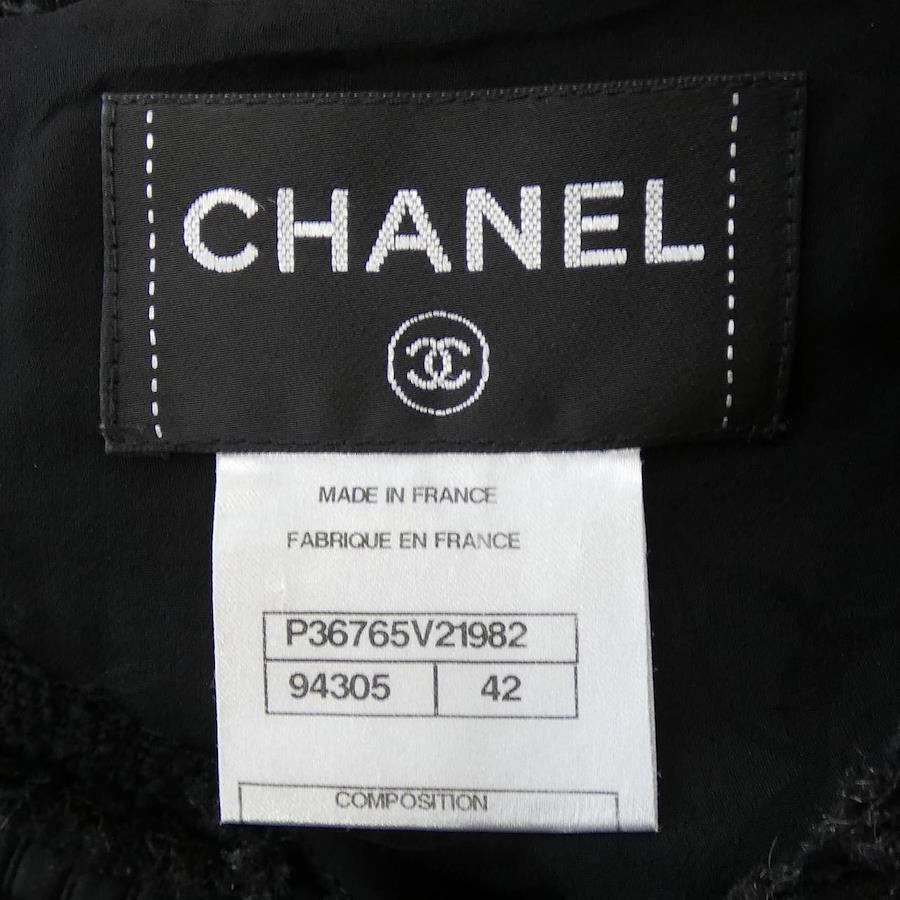 CHANEL
MADE IN FRANCE
FABRIQUE EN FRANCE
P36765V21982
94305 42
COMPOSITION